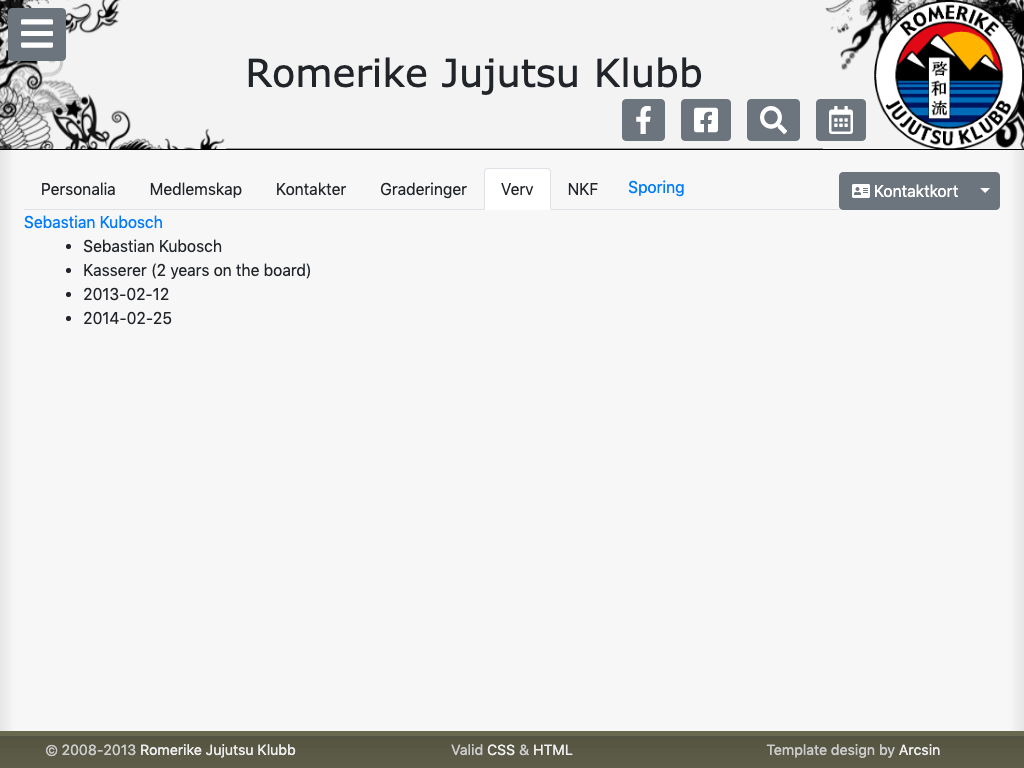 Romerike Jujutsu Klubb
ROMERIKE
啓和流
JUJUTSU KLUBB
Personalia Medlemskap Kontakter Graderinger Verv NKF Sporing Kontaktkort
Sebastian Kubosch
Sebastian Kubosch
Kasserer (2 years on the board)
2013-02-12
2014-02-25
© 2008-2013 Romerike Jujutsu Klubb Valid CSS & HTML Template design by Arcsin